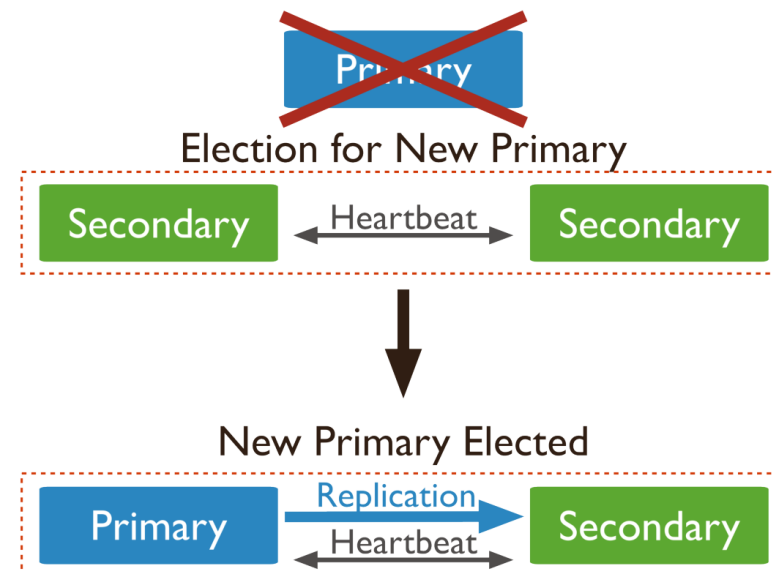 Primary
Election for New Primary
Secondary Heartbeat Secondary
New Primary Elected
Replication
Primary Secondary
Heartbeat